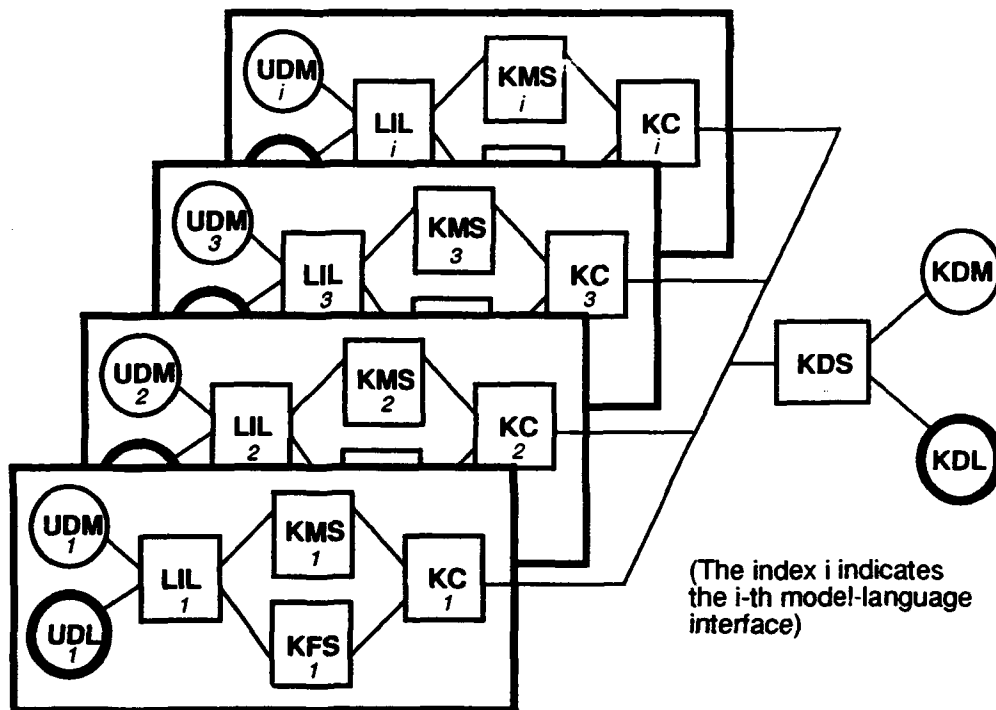 UDM
i
LIL
i
KMS
i
KC
i
UDM
3
LIL
3
KMS
3
KC
3
UDM
2
LIL
2
KMS
2
KC
2
UDM
1
UDL
1
LIL
1
KMS
1
KFS
1
KC
1
KDS
KDM
KDL
(The index i indicates
the i-th model-language
interface)